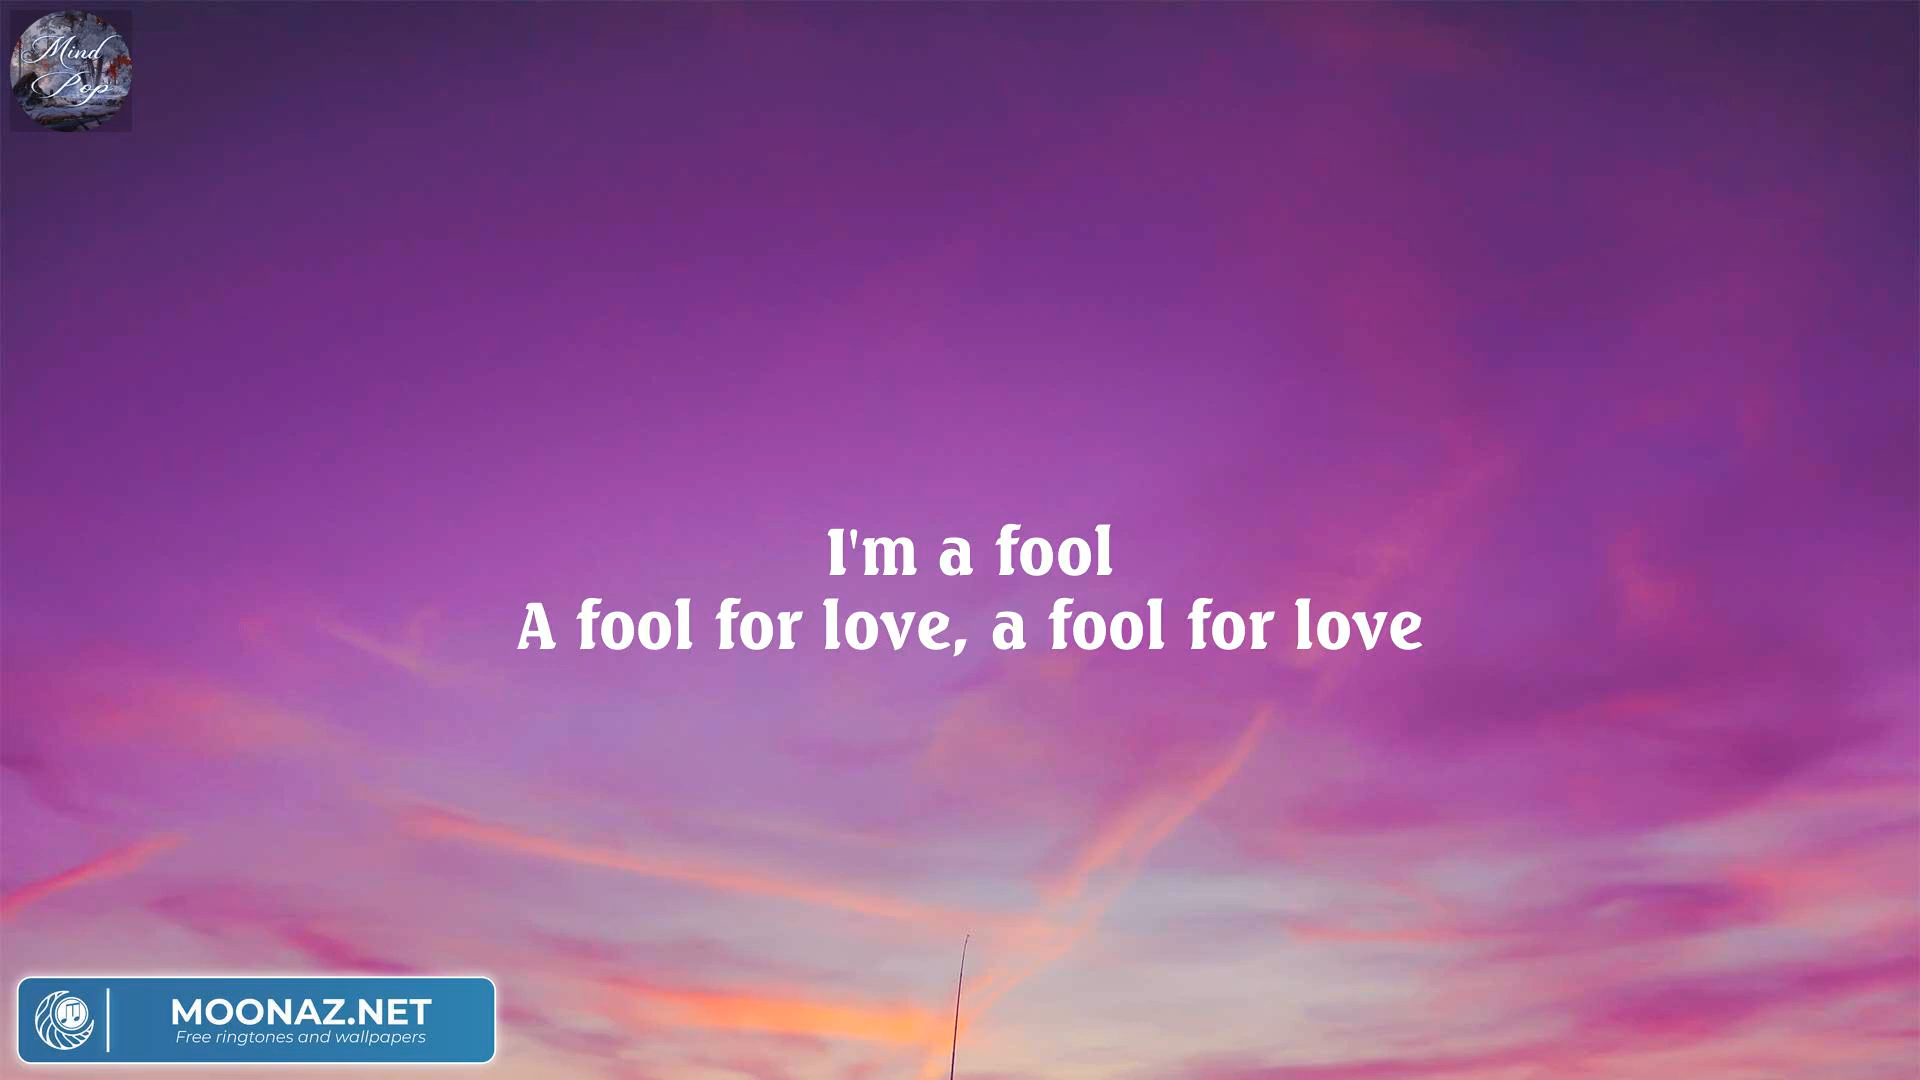 Mind
Pop
I'm a fool
A fool for love, a fool for love
MOONAZ.NET
Free ringtones and wallpapers